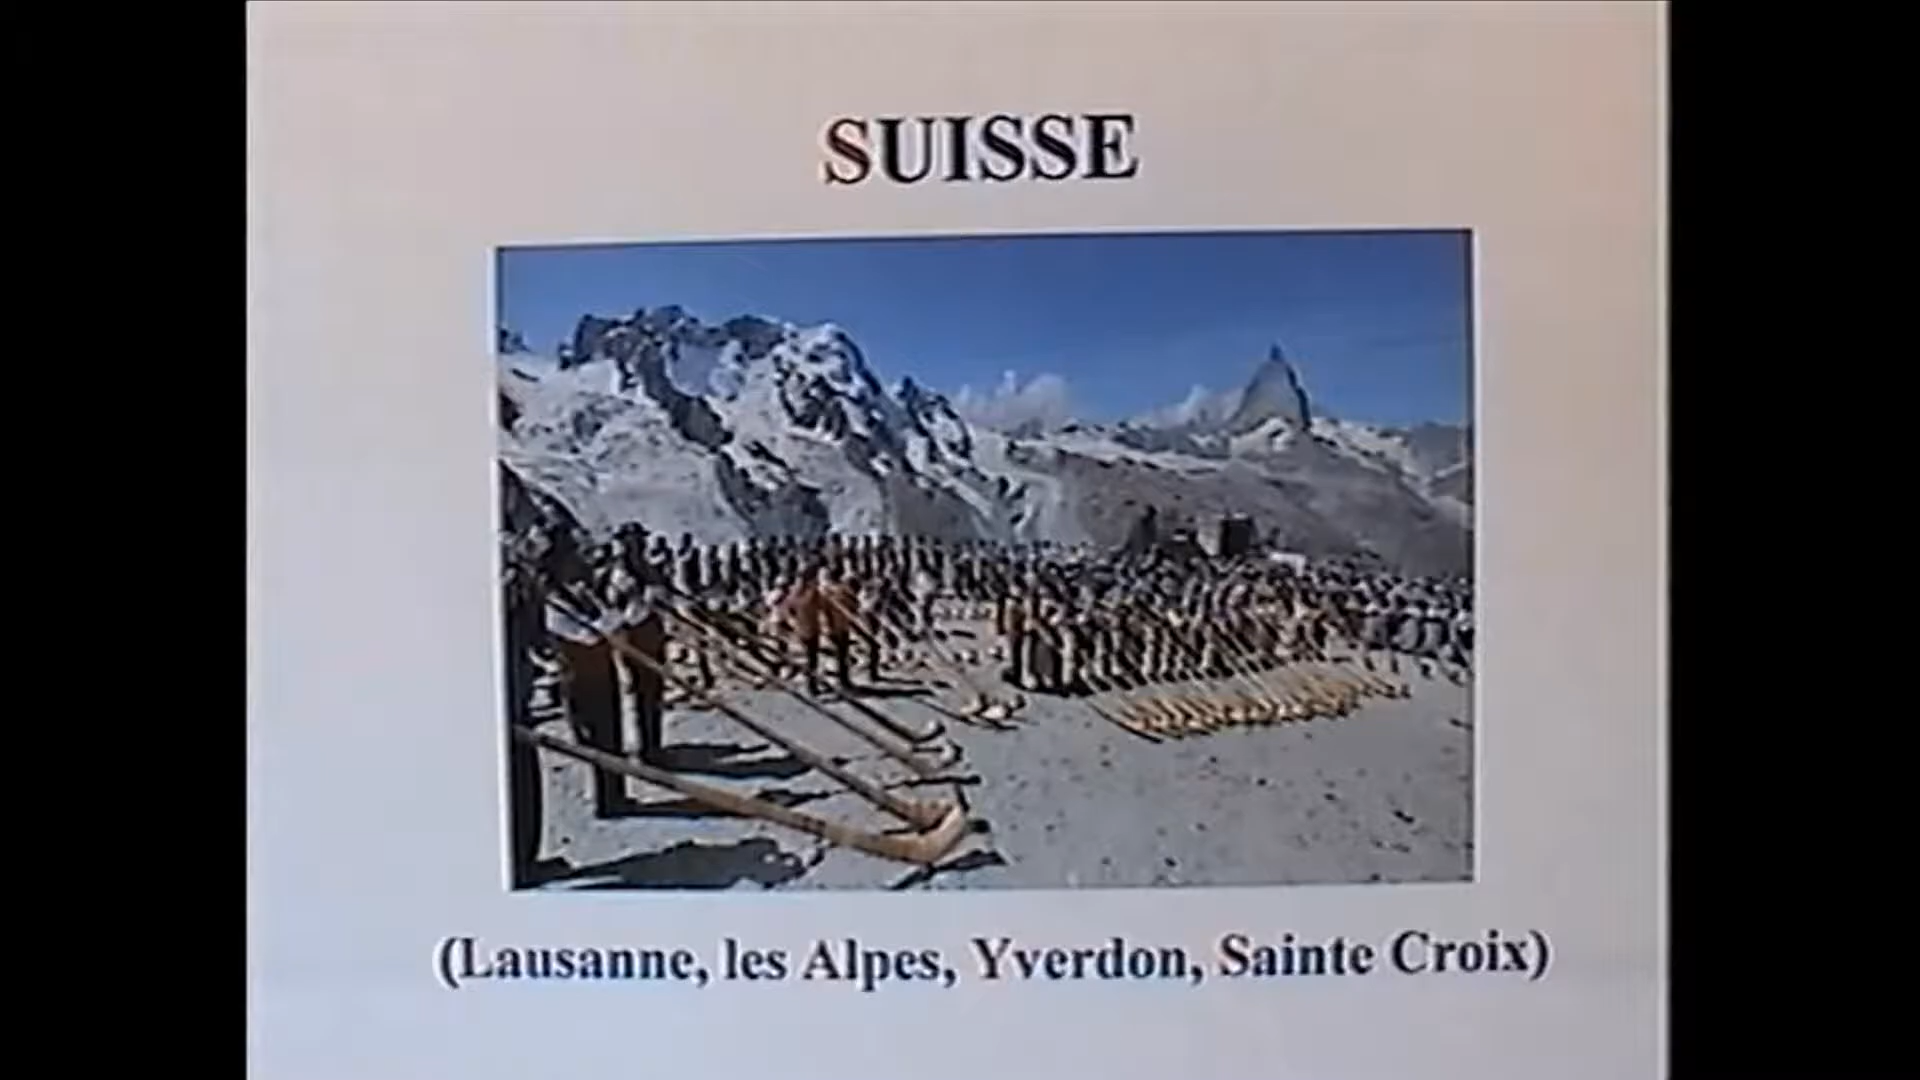 SUISSE
(Lausanne, les Alpes, Yverdon, Sainte Croix)